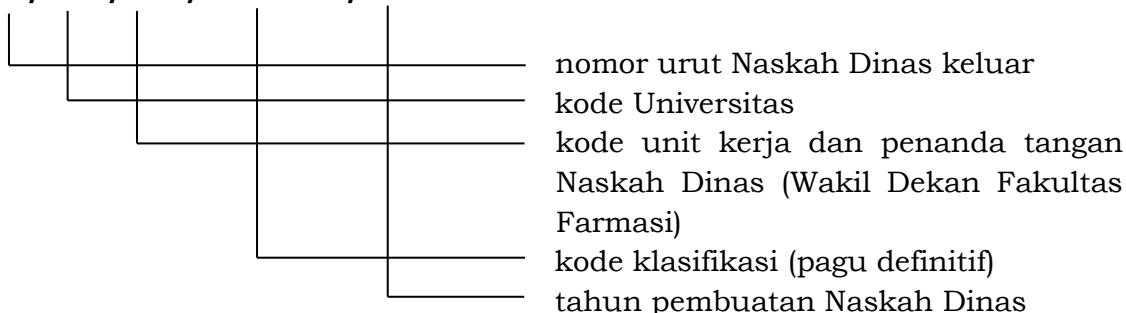 nomor urut Naskah Dinas keluar
kode Universitas
kode unit kerja dan penanda tangan
Naskah Dinas (Wakil Dekan Fakultas
Farmasi)
kode klasifikasi (pagu definitif)
tahun pembuatan Naskah Dinas